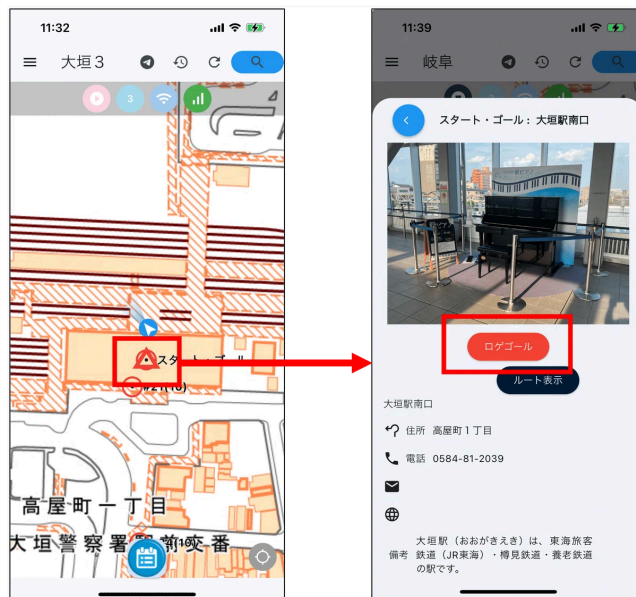 11:32
大垣3
3
スタート・ゴール
#21(10)
高屋町一丁目
大垣警察署駅前交番
11:39
岐阜
スタート・ゴール：大垣駅南口
ロゲゴール
ルート表示
大垣駅南口
住所 高屋町1丁目
電話 0584-81-2039
大垣駅（おおがきえき）は、東海旅客
備考 鉄道（JR東海）・樽見鉄道・養老鉄道
の駅です。